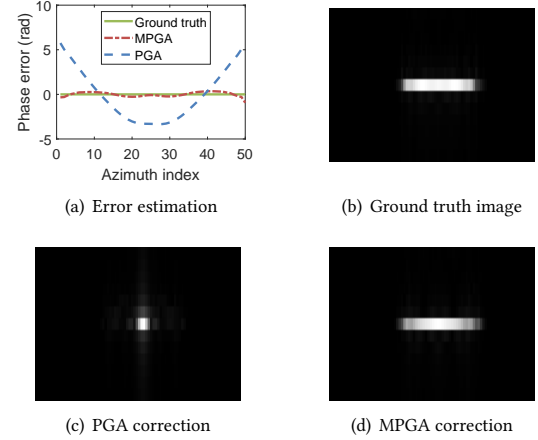 10
5
0
-5
Phase error (rad)
Ground truth
MPGA
PGA
0 10 20 30 40 50
Azimuth index
(a) Error estimation
(b) Ground truth image
(c) PGA correction
(d) MPGA correction